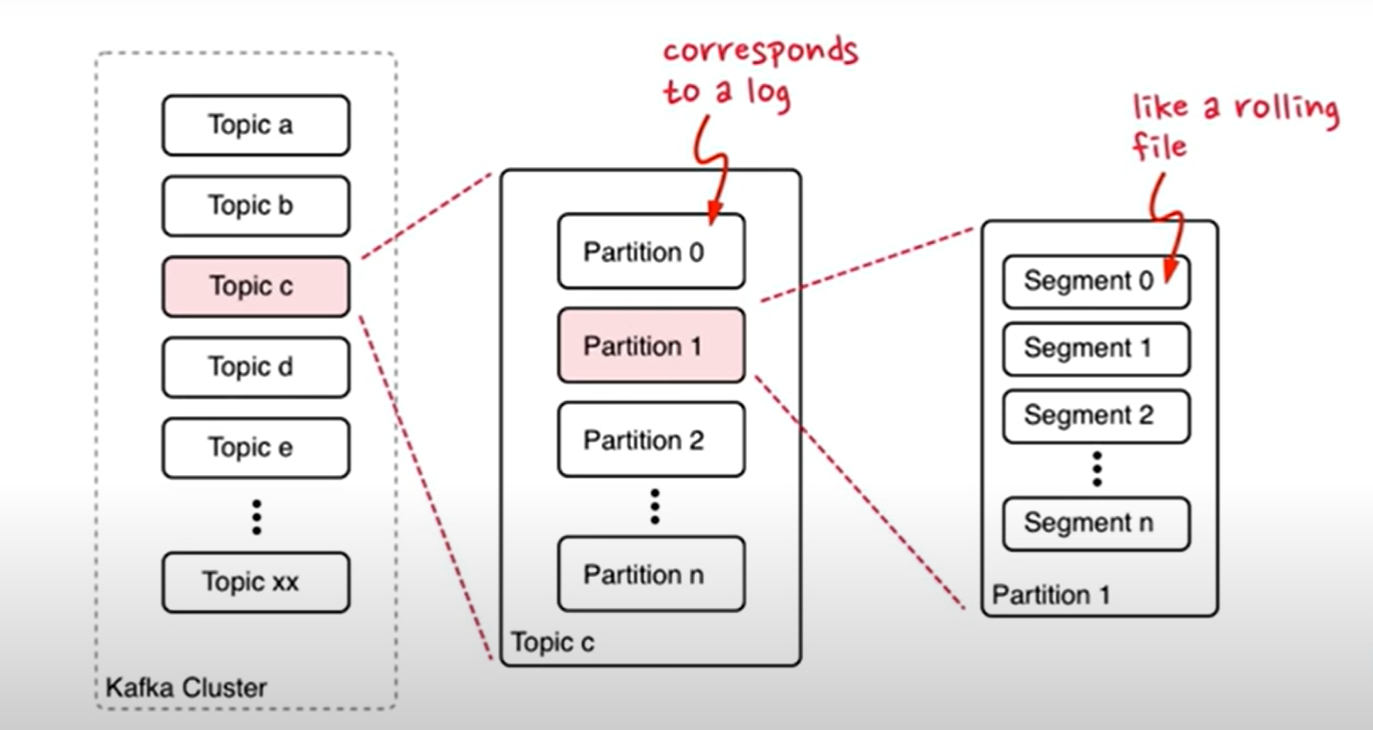 corresponds
to a log
like a rolling
file
Topic a
Topic b
Topic c
Topic d
Topic e
Topic xx
Kafka Cluster
Partition 0
Partition 1
Partition 2
Partition n
Topic c
Segment 0
Segment 1
Segment 2
Segment n
Partition 1